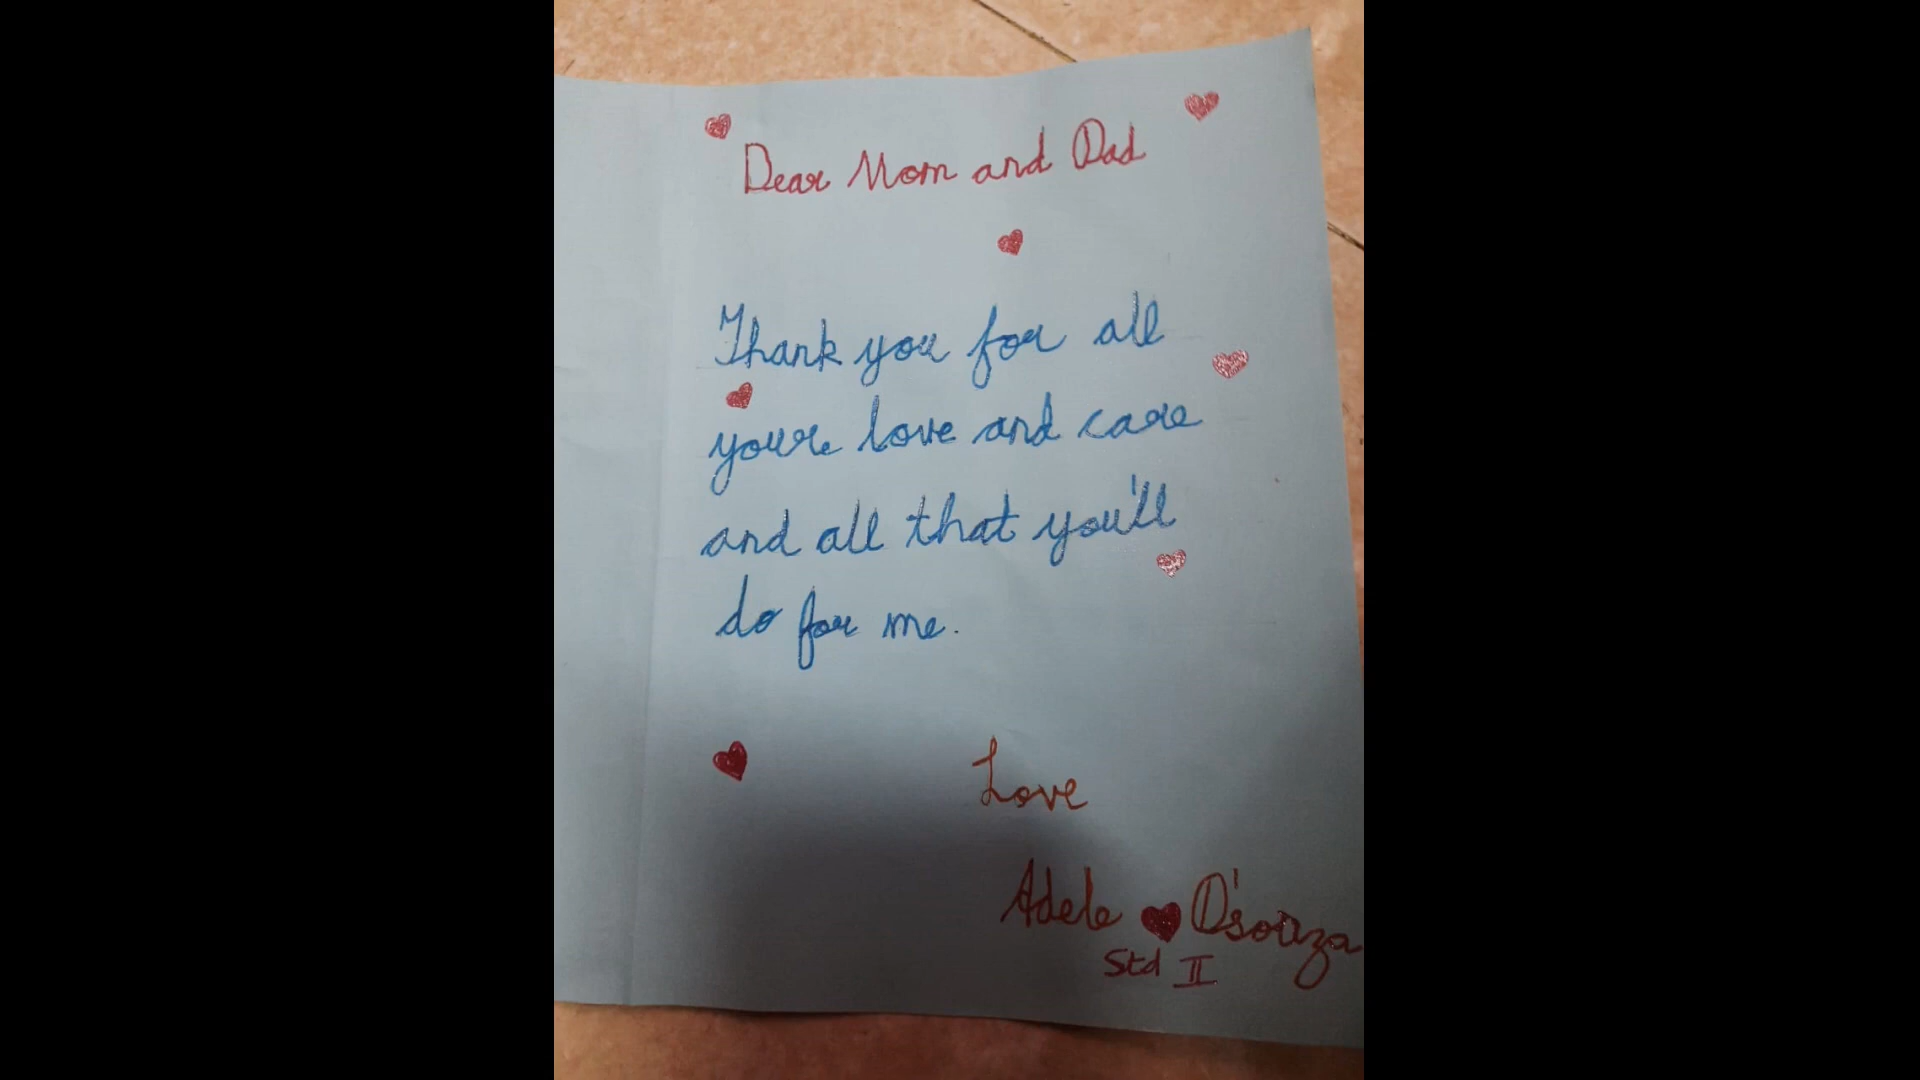 Dear Mom and Dad
Thank you for all
youre love and care
and all that you'll
do for me.
Love
Adele D'souza
Std II